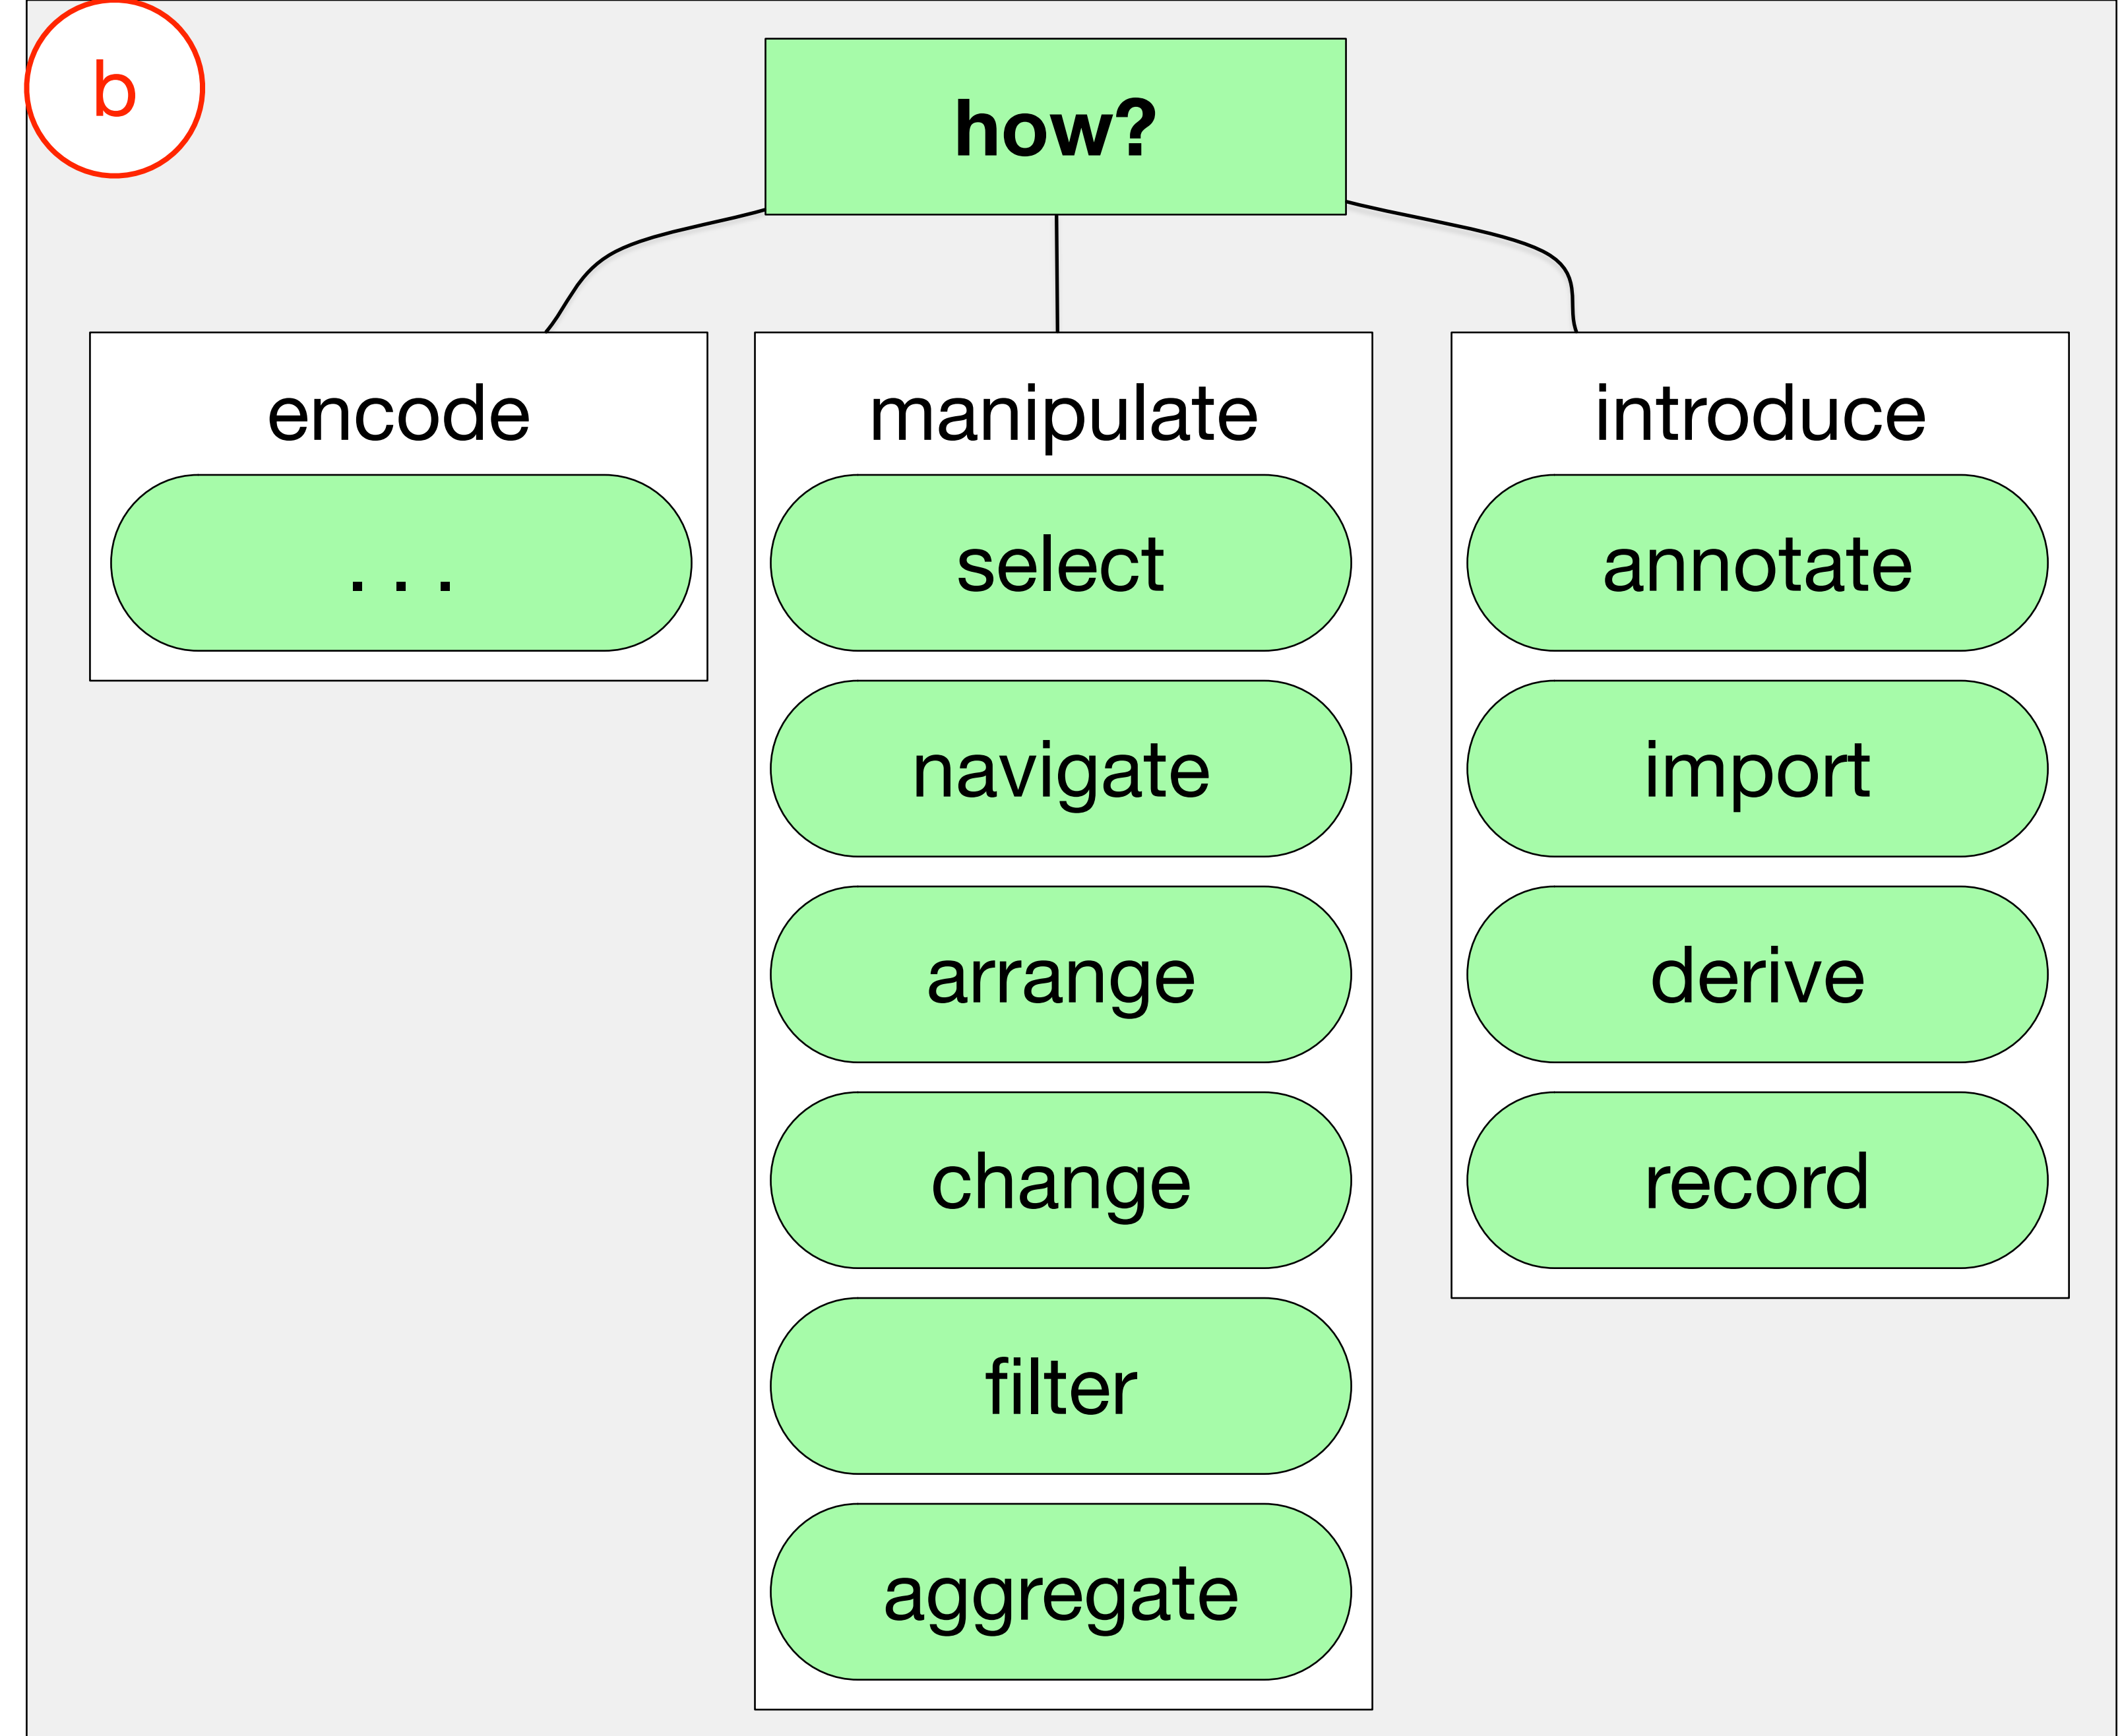 b
how?
encode
. . .
manipulate
select
navigate
arrange
change
filter
aggregate
introduce
annotate
import
derive
record